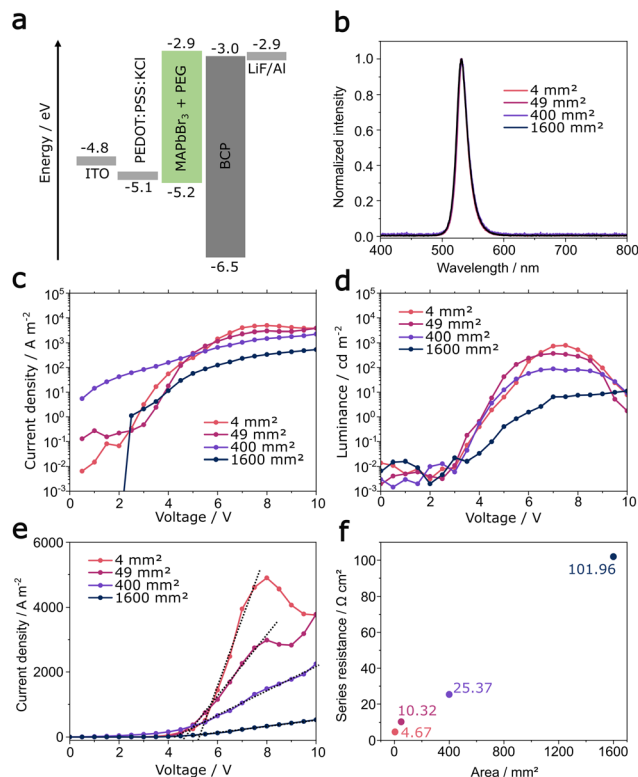 a
Energy / eV
-4.8
ITO
PEDOT:PSS:KCl
-5.1
-2.9
MAPbBr₃ + PEG
-5.2
-3.0
BCP
-6.5
-2.9
LiF/Al
b
Normalized intensity
1.0
0.8
0.6
0.4
0.2
0.0
4 mm²
49 mm²
400 mm²
1600 mm²
400 500 600 700 800
Wavelength / nm
c
Current density / A m⁻²
10⁵
10⁴
10³
10²
10¹
10⁰
10⁻¹
10⁻²
10⁻³
4 mm²
49 mm²
400 mm²
1600 mm²
0 2 4 6 8 10
Voltage / V
d
Luminance / cd m⁻²
10⁵
10⁴
10³
10²
10¹
10⁰
10⁻¹
10⁻²
10⁻³
4 mm²
49 mm²
400 mm²
1600 mm²
0 2 4 6 8 10
Voltage / V
e
Current density / A m⁻²
6000
4000
2000
0
4 mm²
49 mm²
400 mm²
1600 mm²
0 2 4 6 8 10
Voltage / V
f
Series resistance / Ω cm²
100
80
60
40
20
0
101.96
25.37
10.32
4.67
0 400 800 1200 1600
Area / mm²